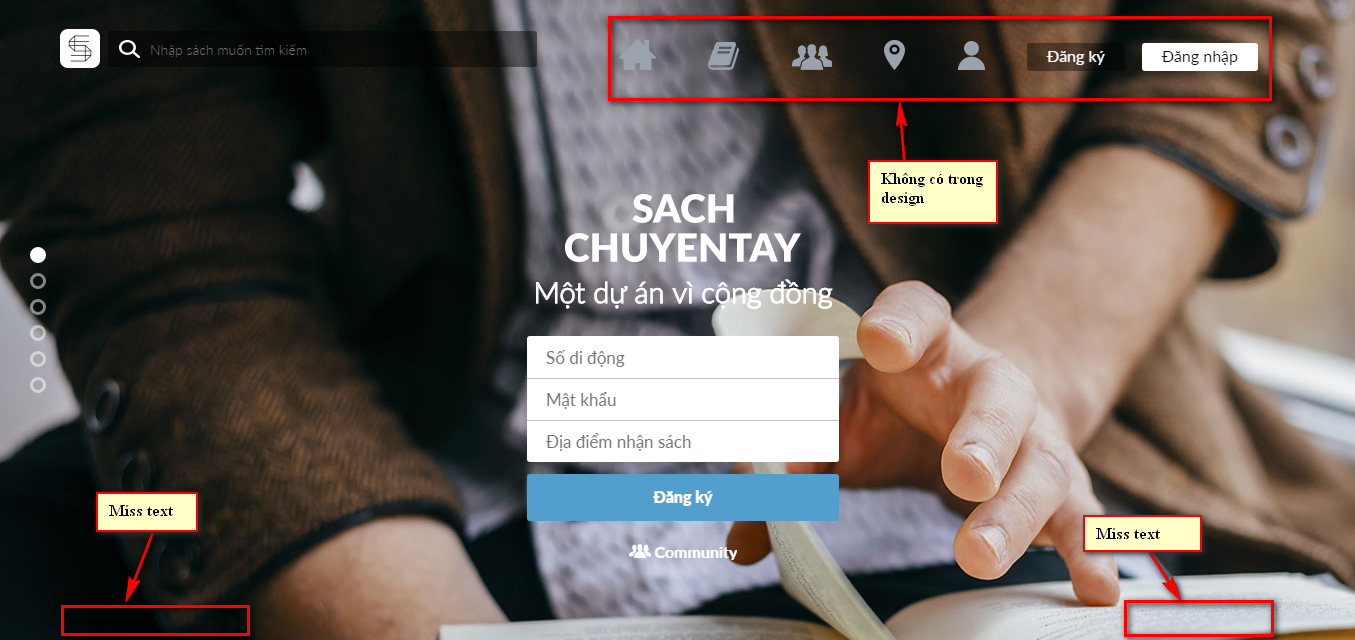 Nhập sách muốn tìm kiếm
Đăng ký
Đăng nhập
Không có trong
design
SACH
CHUYENTAY
Một dự án vì cộng đồng
Số di động
Mật khẩu
Địa điểm nhận sách
Đăng ký
Community
Miss text
Miss text